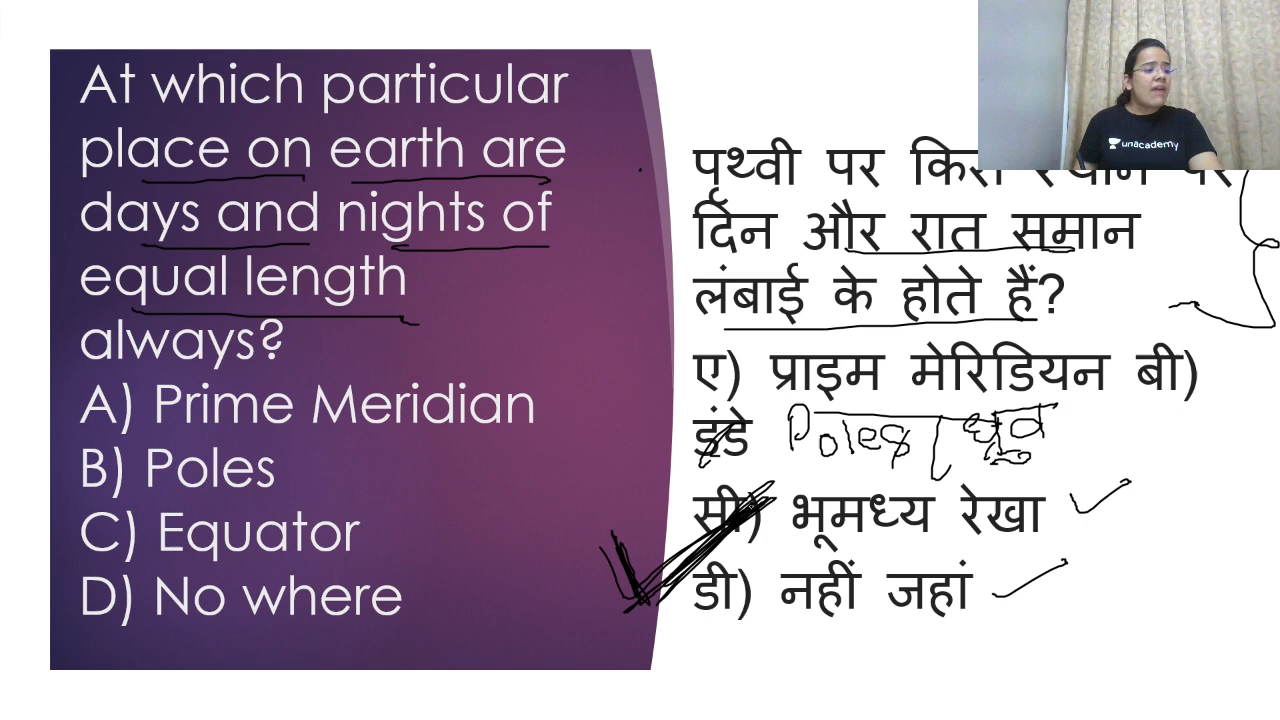 At which particular
place on earth are
days and nights of
equal length
always?
A) Prime Meridian
B) Poles
C) Equator
D) No where
unacademy
पृथ्वी पर किस स्थान पर
दिन और रात समान
लंबाई के होते हैं?
ए) प्राइम मेरिडियन बी)
डंडे Poles / ध्रुव
सी) भूमध्य रेखा
डी) नहीं जहां